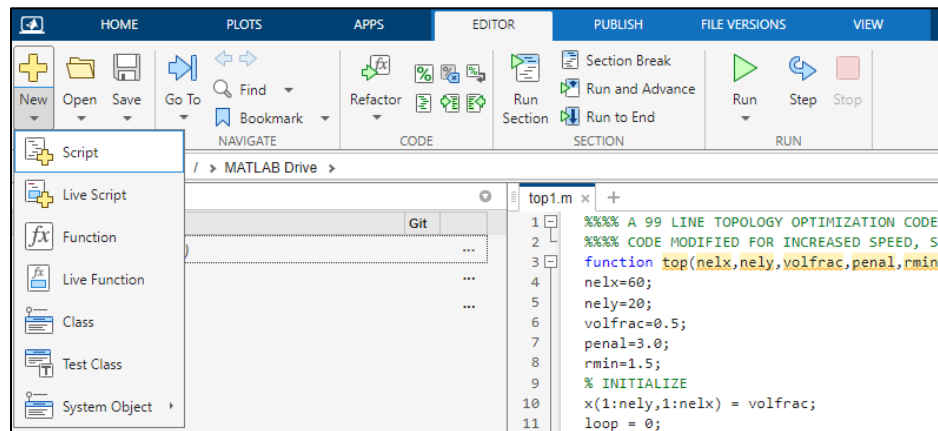 HOME PLOTS APPS EDITOR PUBLISH FILE VERSIONS VIEW
New Open Save Go To Find Bookmark Refactor Run Section Section Break Run and Advance Run to End Run Step Stop
NAVIGATE CODE SECTION RUN
Script
/ > MATLAB Drive >
Live Script
Function
Live Function
Class
Test Class
System Object
Git
top1.m × +
1 %%%% A 99 LINE TOPOLOGY OPTIMIZATION CODE
2 %%%% CODE MODIFIED FOR INCREASED SPEED, S
3 function top(nelx,nely,volfrac,penal,rmin
4 nelx=60;
5 nely=20;
6 volfrac=0.5;
7 penal=3.0;
8 rmin=1.5;
9 % INITIALIZE
10 x(1:nely,1:nelx) = volfrac;
11 loop = 0;